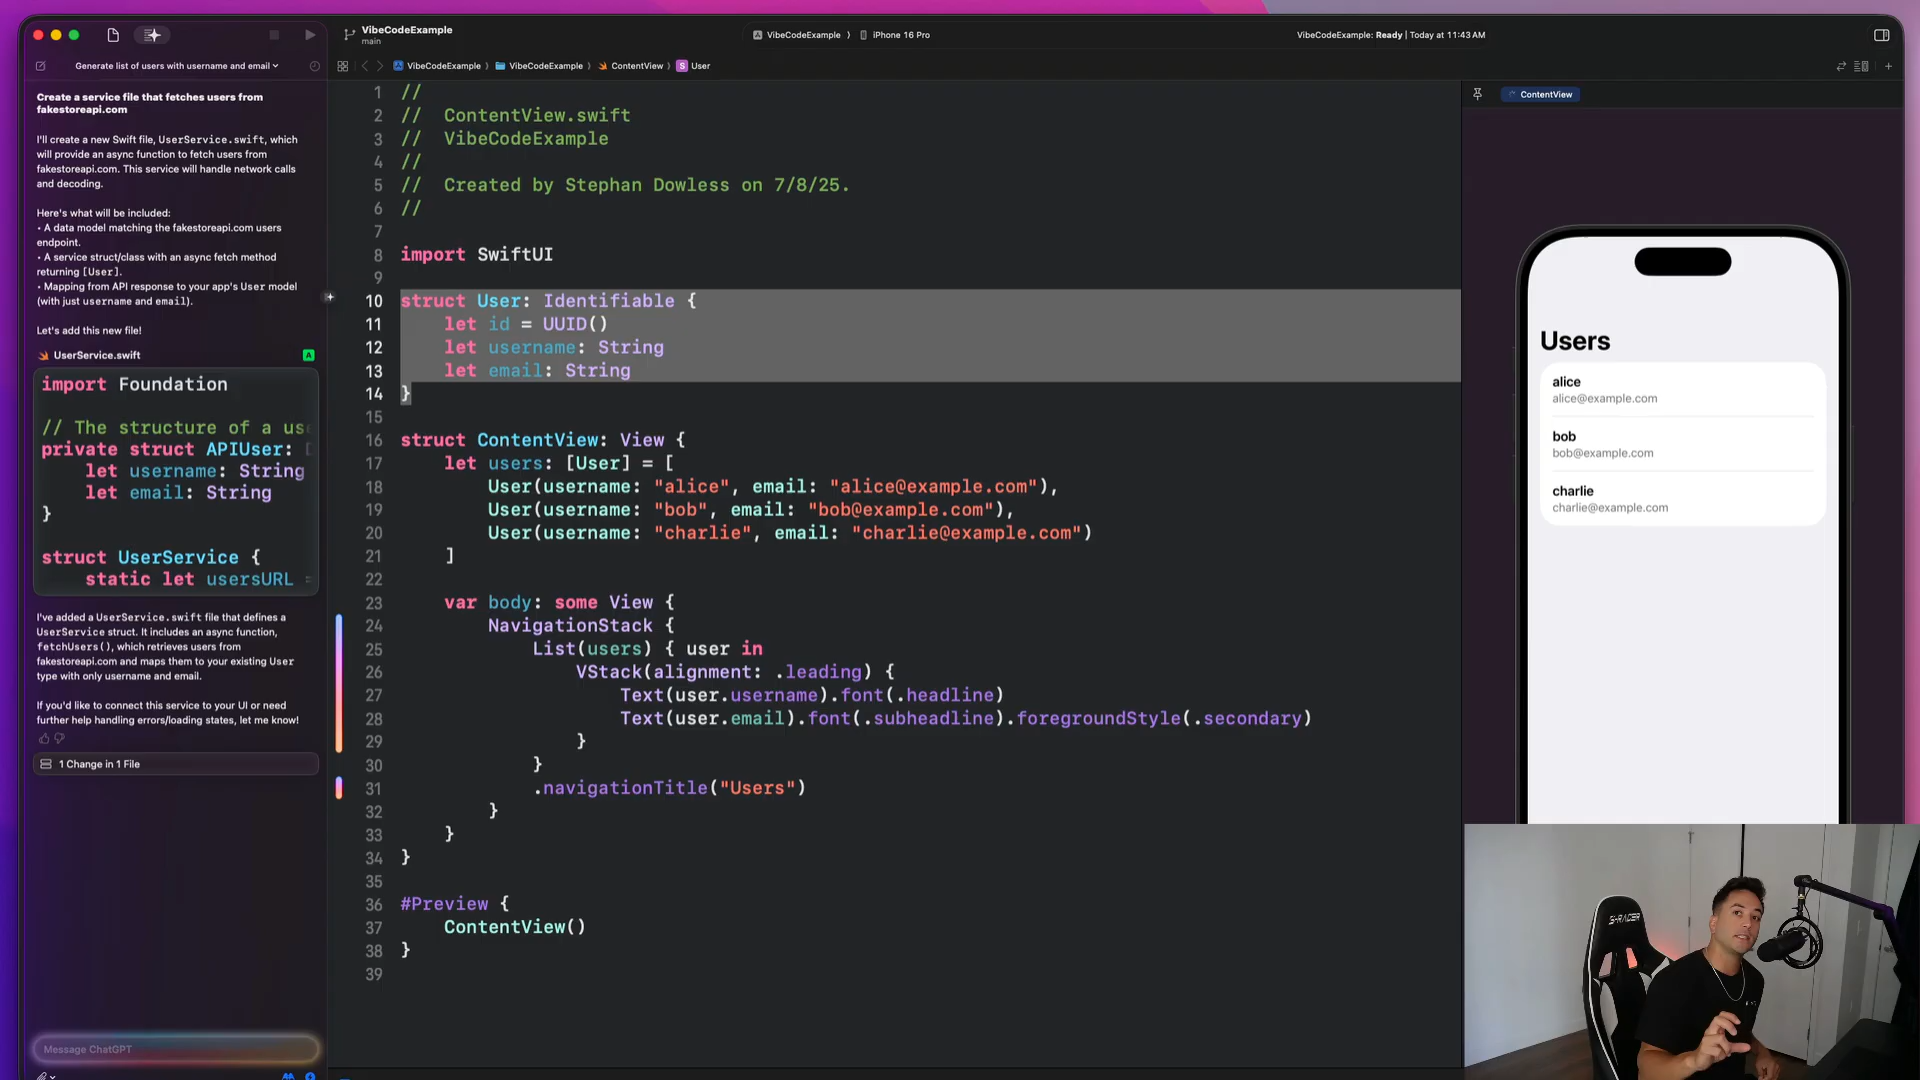 VibeCodeExample
main
VibeCodeExample
iPhone 16 Pro
VibeCodeExample: Ready | Today at 11:43 AM
Generate list of users with username and email
VibeCodeExample
VibeCodeExample
ContentView
S User
Create a service file that fetches users from
fakestoreapi.com
I'll create a new Swift file, UserService.swift, which
will provide an async function to fetch users from
fakestoreapi.com. This service will handle network calls
and decoding.
Here's what will be included:
• A data model matching the fakestoreapi.com users
endpoint.
• A service struct/class with an async fetch method
returning [User].
• Mapping from API response to your app's User model
(with just username and email).
Let's add this new file!
UserService.swift
A
import Foundation
// The structure of a us
private struct APIUser:
let username: String
let email: String
}
struct UserService {
static let usersURL =
I've added a UserService.swift file that defines a
UserService struct. It includes an async function,
fetchUsers(), which retrieves users from
fakestoreapi.com and maps them to your existing User
type with only username and email.
If you'd like to connect this service to your UI or need
further help handling errors/loading states, let me know!
1 Change in 1 File
Message ChatGPT
1 //
2 // ContentView.swift
3 // VibeCodeExample
4 //
5 // Created by Stephan Dowless on 7/8/25.
6 //
7
8 import SwiftUI
9
10 struct User: Identifiable {
11 let id = UUID()
12 let username: String
13 let email: String
14 }
15
16 struct ContentView: View {
17 let users: [User] = [
18 User(username: "alice", email: "alice@example.com"),
19 User(username: "bob", email: "bob@example.com"),
20 User(username: "charlie", email: "charlie@example.com")
21 ]
22
23 var body: some View {
24 NavigationStack {
25 List(users) { user in
26 VStack(alignment: .leading) {
27 Text(user.username).font(.headline)
28 Text(user.email).font(.subheadline).foregroundStyle(.secondary)
29 }
30 }
31 .navigationTitle("Users")
32 }
33 }
34 }
35
36 #Preview {
37 ContentView()
38 }
39
ContentView
Users
alice
alice@example.com
bob
bob@example.com
charlie
charlie@example.com
S-RACER